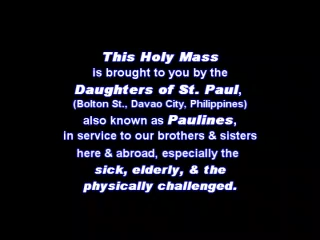 This Holy Mass
is brought to you by the
Daughters of St. Paul,
(Bolton St., Davao City, Philippines)
also known as Paulines,
in service to our brothers & sisters
here & abroad, especially the
sick, elderly, & the
physically challenged.